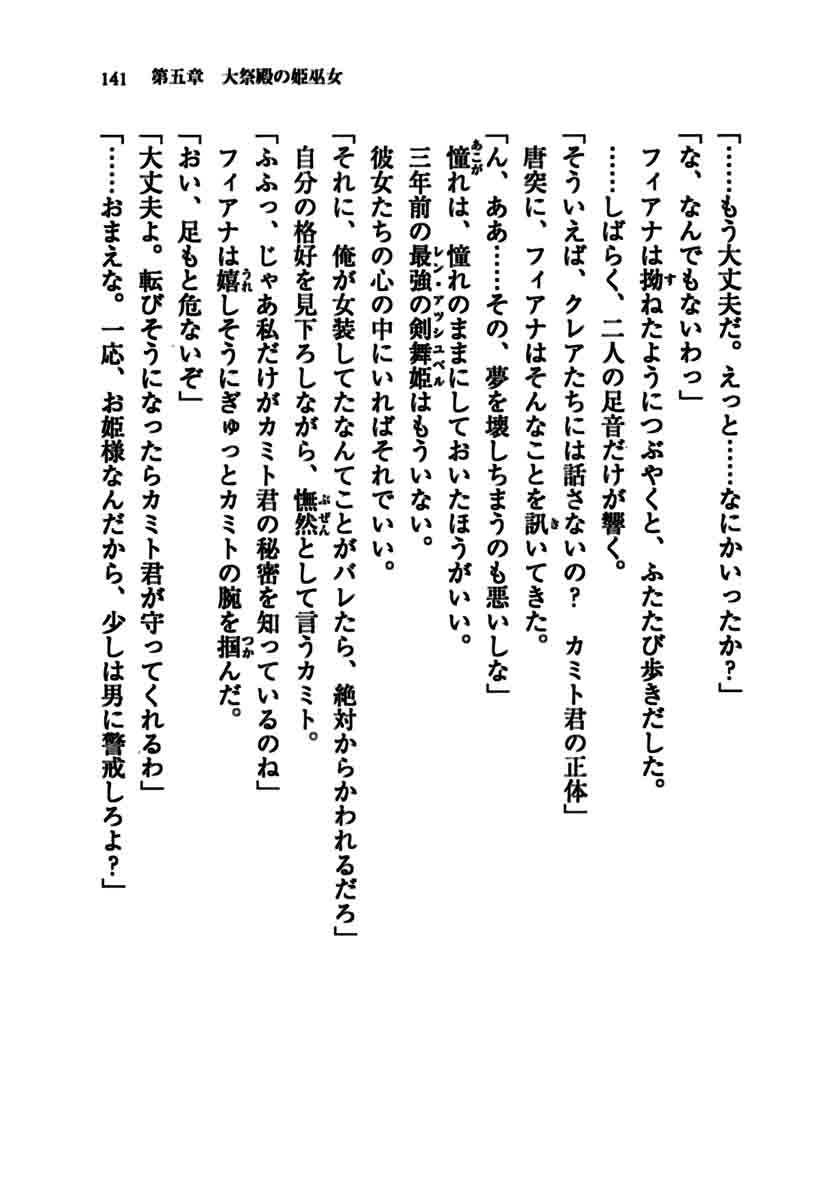 141　第五章　大祭殿の姫巫女
「……もう大丈夫だ。えっと……なにかいったか？」
「な、なんでもないわっ」
フィアナは拗ねたようにつぶやくと、ふたたび歩きだした。
……しばらく、二人の足音だけが響く。
「そういえば、クレアたちには話さないの？　カミト君の正体」
唐突に、フィアナはそんなことを訊いてきた。
「ん、ああ……その、夢を壊しちまうのも悪いしな」
憧れは、憧れのままにしておいたほうがいい。
三年前の最強の剣舞姫はもういない。
彼女たちの心の中にいればそれでいい。
「それに、俺が女装してたなんてことがバレたら、絶対からかわれるだろ」
自分の格好を見下ろしながら、憮然として言うカミト。
「ふふっ、じゃあ私だけがカミト君の秘密を知っているのね」
フィアナは嬉しそうにぎゅっとカミトの腕を掴んだ。
「おい、足もと危ないぞ」
「大丈夫よ。転びそうになったらカミト君が守ってくれるわ」
「……おまえな。一応、お姫様なんだから、少しは男に警戒しろよ？」